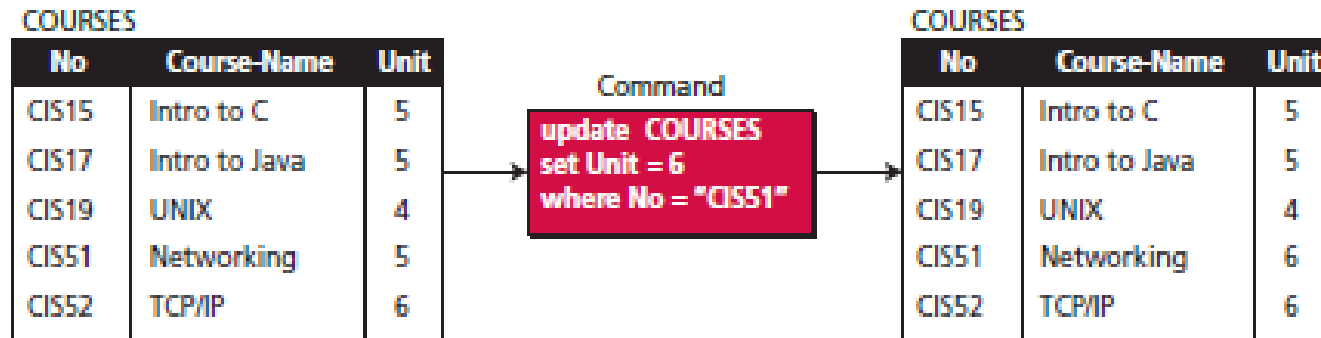 COURSES
No Course-Name Unit
CIS15 Intro to C 5
CIS17 Intro to Java 5
CIS19 UNIX 4
CIS51 Networking 5
CIS52 TCP/IP 6
Command
update COURSES
set Unit = 6
where No = "CIS51"
COURSES
No Course-Name Unit
CIS15 Intro to C 5
CIS17 Intro to Java 5
CIS19 UNIX 4
CIS51 Networking 6
CIS52 TCP/IP 6